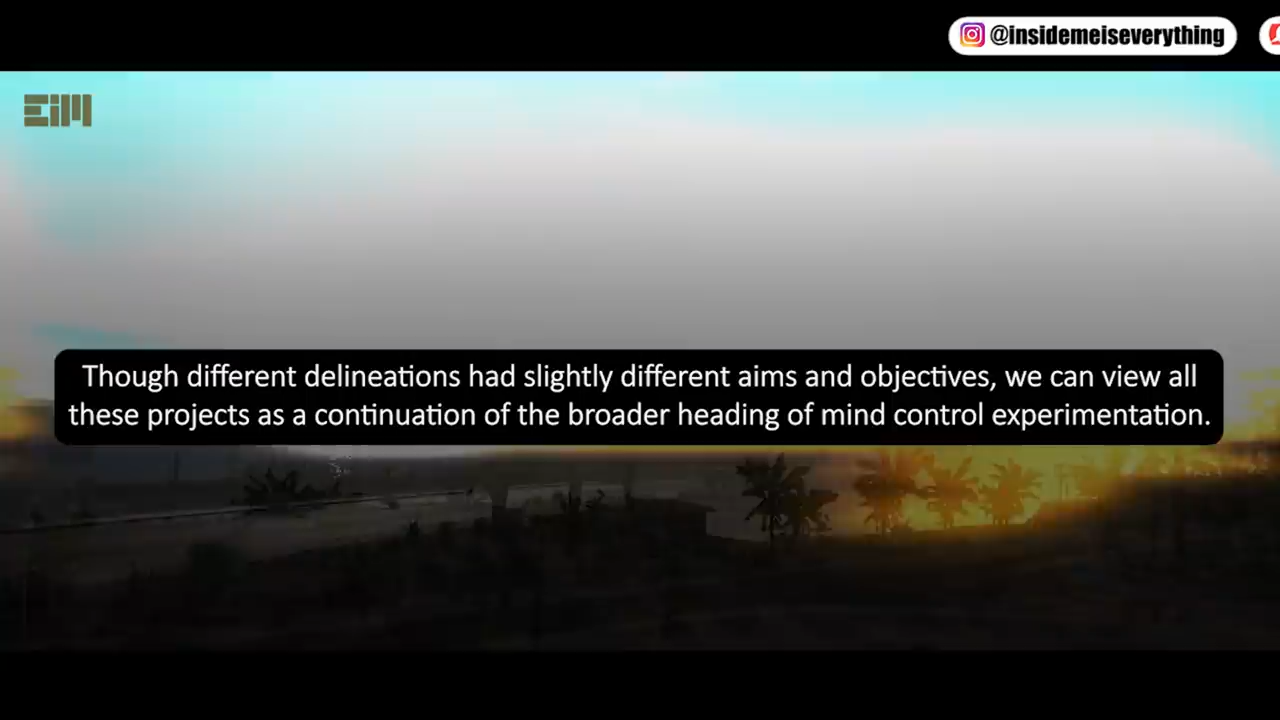 @insidemeiseverything
EiM
Though different delineations had slightly different aims and objectives, we can view all
these projects as a continuation of the broader heading of mind control experimentation.